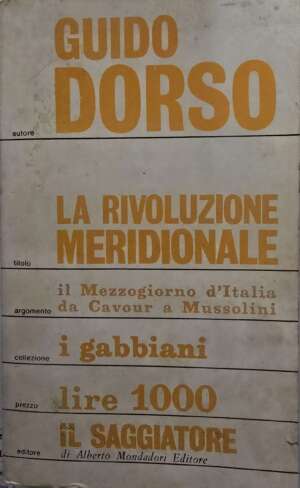 GUIDO
autore DORSO
LA RIVOLUZIONE
titolo MERIDIONALE
il Mezzogiorno d'Italia
argomento da Cavour a Mussolini
collezione i gabbiani
prezzo lire 1000
IL SAGGIATORE
editore di Alberto Mondadori Editore